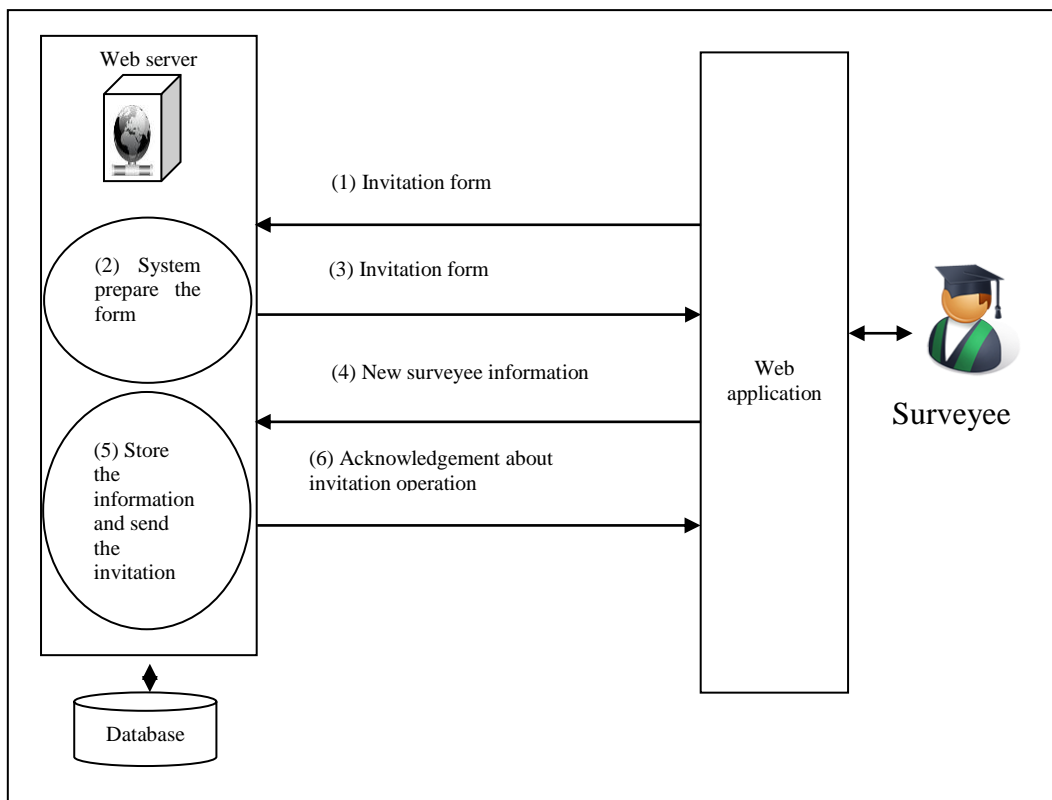 Web server
(1) Invitation form
(2) System
prepare the
form
(3) Invitation form
(4) New surveyee information
Web
application
Surveyee
(5) Store
the
information
and send
the
invitation
(6) Acknowledgement about
invitation operation
Database